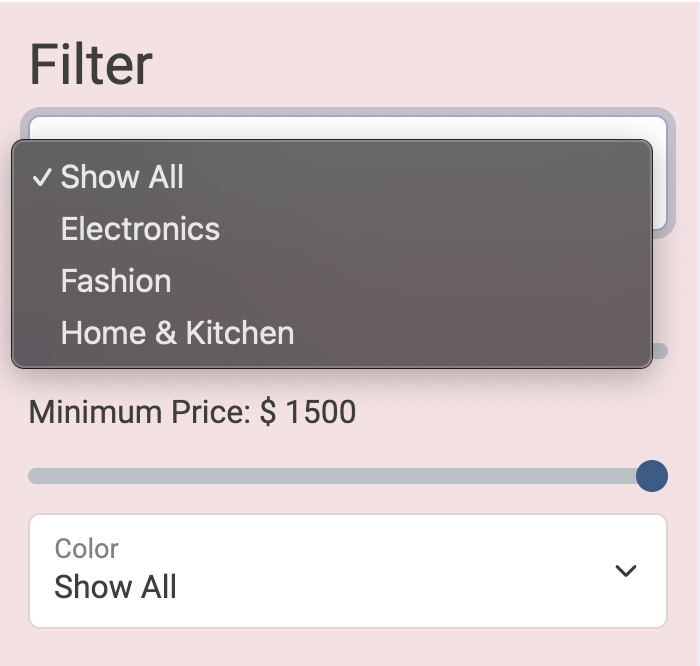 Filter
✓ Show All
Electronics
Fashion
Home & Kitchen
Minimum Price: $ 1500
Color
Show All